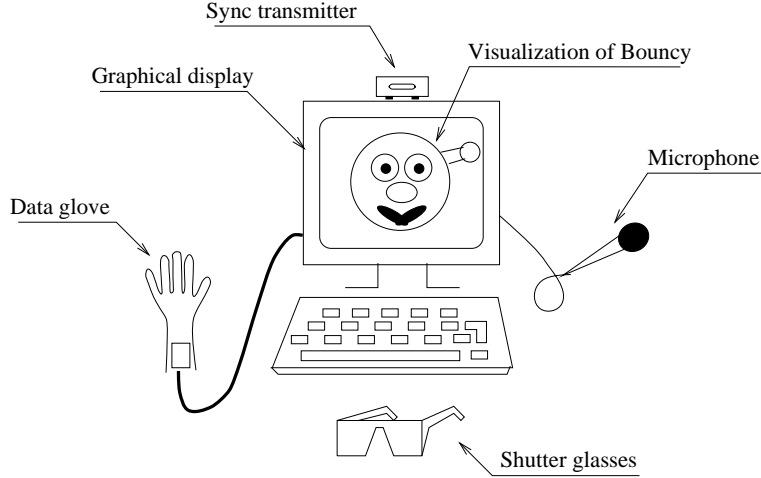 Sync transmitter
Visualization of Bouncy
Graphical display
Microphone
Data glove
Shutter glasses